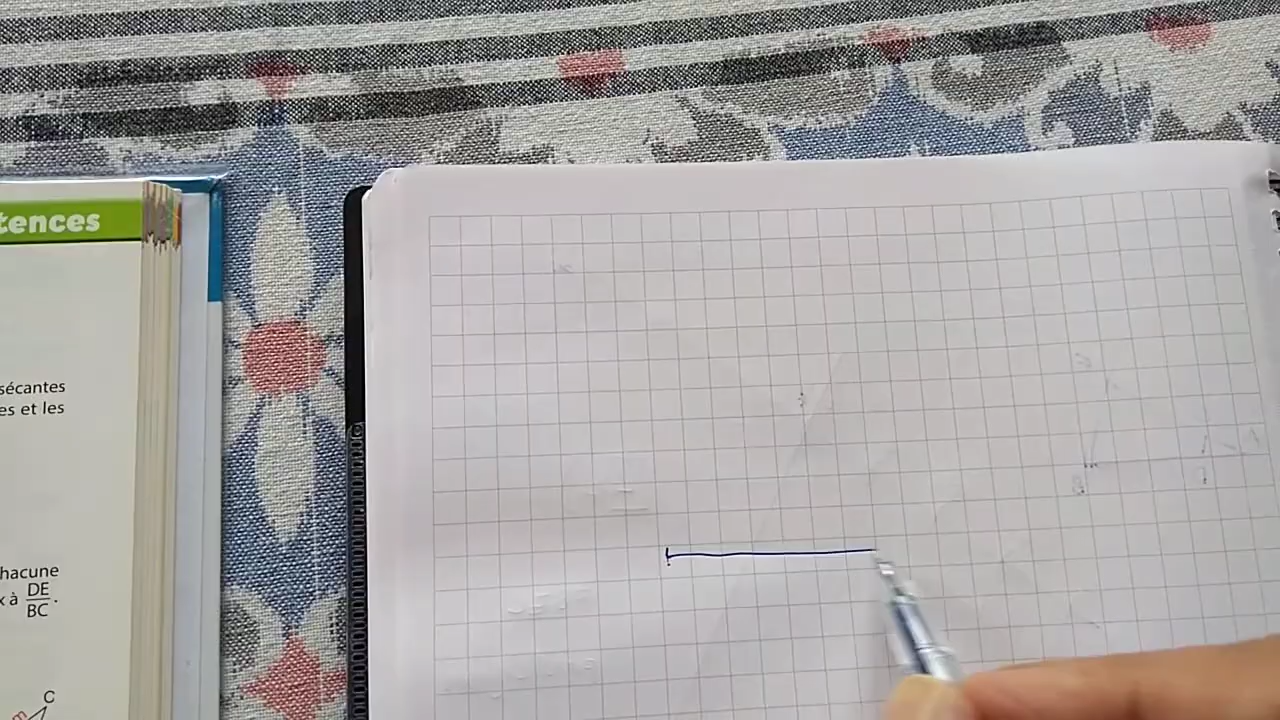 tences
sécantes
es et les
hacune
x à DE/BC.
C